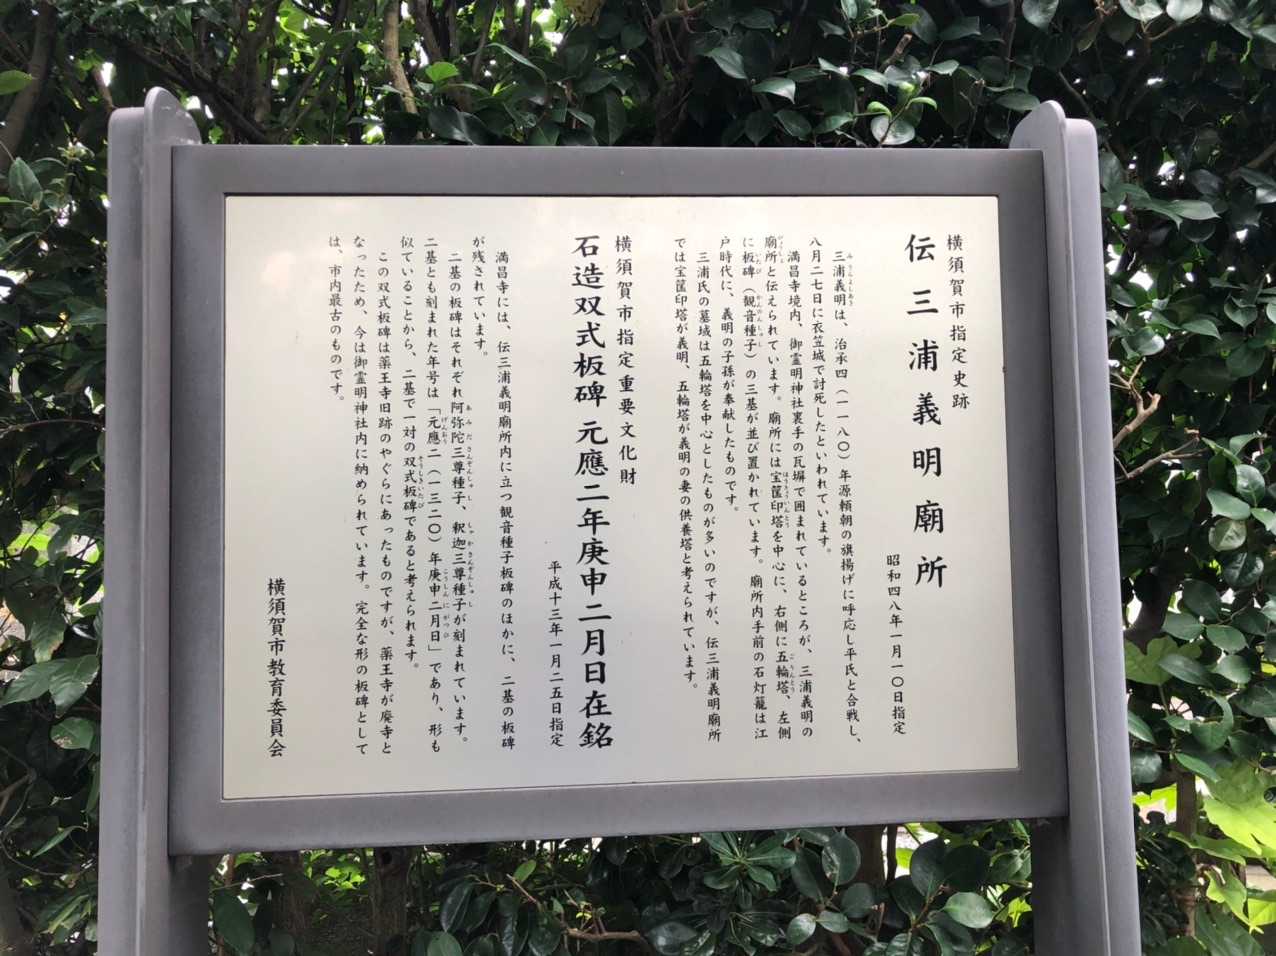 横須賀市指定史跡
伝三浦義明廟所
昭和四八年一一月一〇日指定
三浦義明は、治承四（一一八〇）年源頼朝の旗揚げに呼応し平氏と合戦し、
八月二七日に衣笠城で討死したといわれています。
満昌寺境内、御霊明神社裏手の瓦塀で囲まれているところが、三浦義明の
廟所と伝えられています。廟所には宝篋印塔を中心に、右側に五輪塔、左側
に板碑（観音種子）の三基が並び置かれています。廟所内手前の石灯籠は江
戸時代に、義明の子孫が奉献したものです。
三浦氏の墓域は五輪塔を中心としたものが多いのですが、伝三浦義明廟所
では宝篋印塔が義明、五輪塔が義明の妻の供養塔と考えられています。
横須賀市指定重要文化財
石造双式板碑元應二年庚申二月日在銘
平成十三年一月二五日指定
満昌寺には、伝三浦義明廟所内に立つ観音種子板碑のほかに、二基の板碑
が残されています。
二基の板碑はそれぞれ阿弥陀三尊種子、釈迦三尊種子が刻まれています。
二基とも刻まれた年号は「元應二（一三二〇）年庚申二月日」であり、形も
似ていることから、二基で一対の双式板碑であると考えられます。
この双式板碑は薬王寺旧跡のやぐらにあったものですが、薬王寺が廃寺と
なったため、今は御霊明神社内に納められています。完全な形の板碑として
は、市内最古のものです。
横須賀市教育委員会